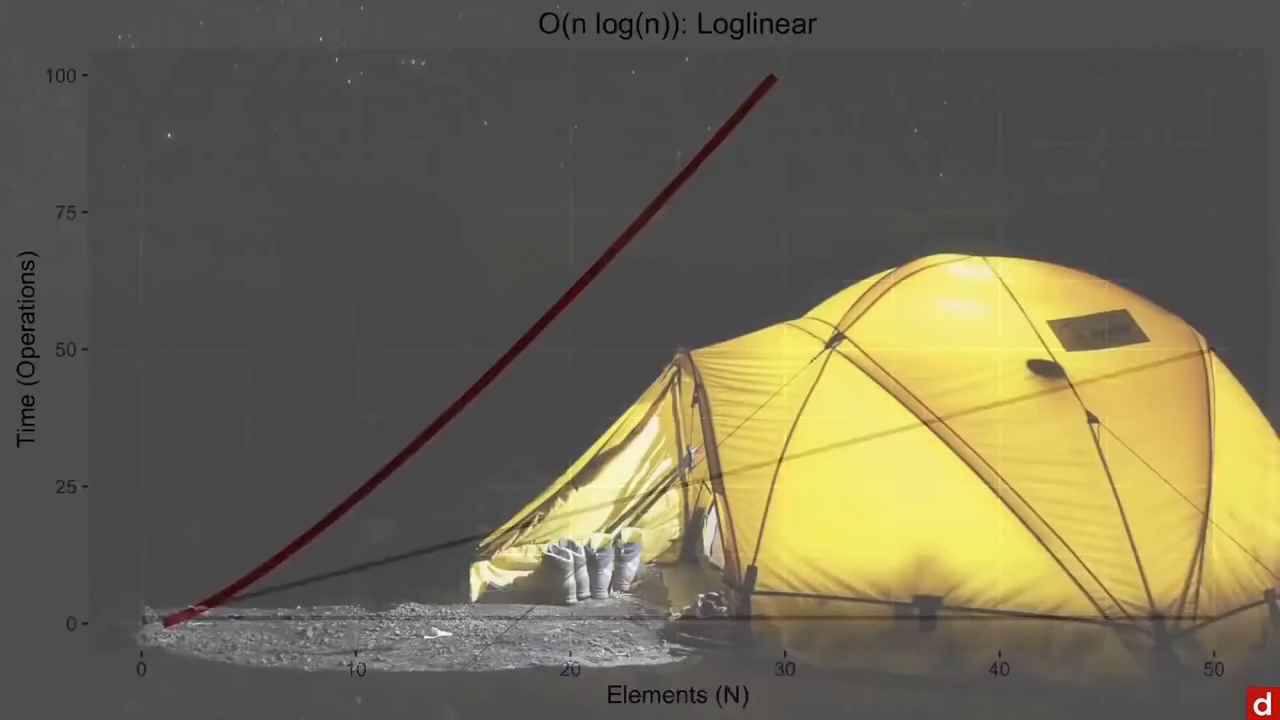 O(n log(n)): Loglinear
100
75
50
25
0
Time (Operations)
0
10
20
30
40
50
Elements (N)
d